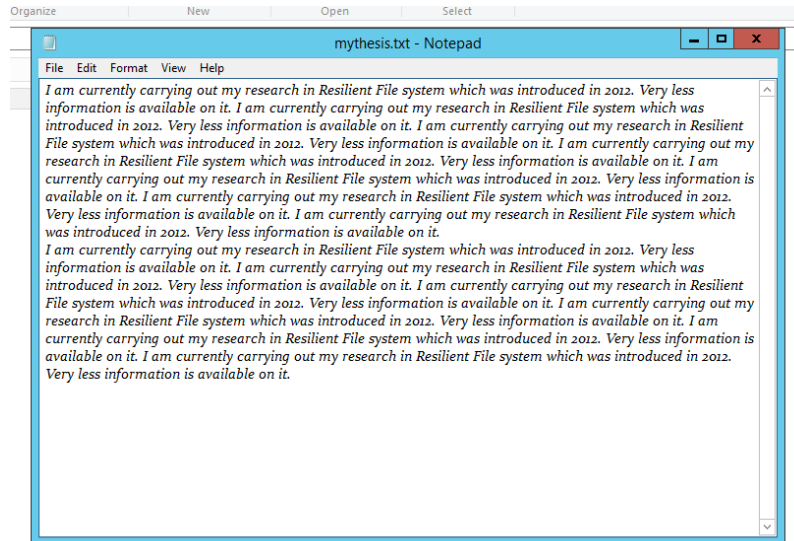 Organize New Open Select
mythesis.txt - Notepad
File Edit Format View Help
I am currently carrying out my research in Resilient File system which was introduced in 2012. Very less
information is available on it. I am currently carrying out my research in Resilient File system which was
introduced in 2012. Very less information is available on it. I am currently carrying out my research in Resilient
File system which was introduced in 2012. Very less information is available on it. I am currently carrying out my
research in Resilient File system which was introduced in 2012. Very less information is available on it. I am
currently carrying out my research in Resilient File system which was introduced in 2012. Very less information is
available on it. I am currently carrying out my research in Resilient File system which was introduced in 2012.
Very less information is available on it. I am currently carrying out my research in Resilient File system which
was introduced in 2012. Very less information is available on it.
I am currently carrying out my research in Resilient File system which was introduced in 2012. Very less
information is available on it. I am currently carrying out my research in Resilient File system which was
introduced in 2012. Very less information is available on it. I am currently carrying out my research in Resilient
File system which was introduced in 2012. Very less information is available on it. I am currently carrying out my
research in Resilient File system which was introduced in 2012. Very less information is available on it. I am
currently carrying out my research in Resilient File system which was introduced in 2012. Very less information is
available on it. I am currently carrying out my research in Resilient File system which was introduced in 2012.
Very less information is available on it.